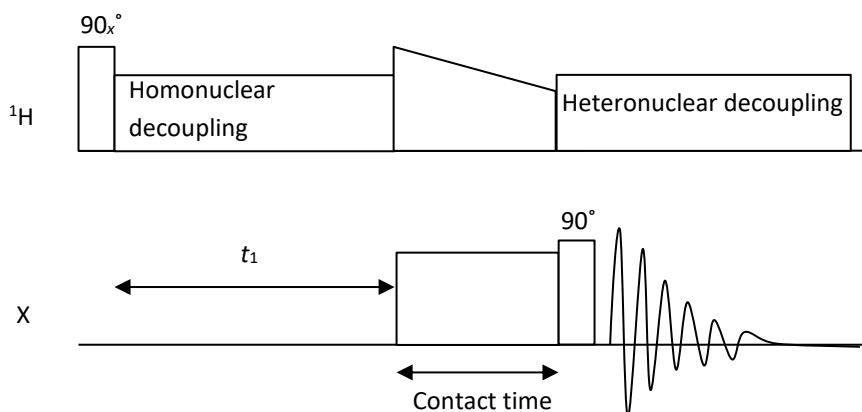 90x˚
¹H
Homonuclear
decoupling
Heteronuclear decoupling
90˚
t₁
X
Contact time